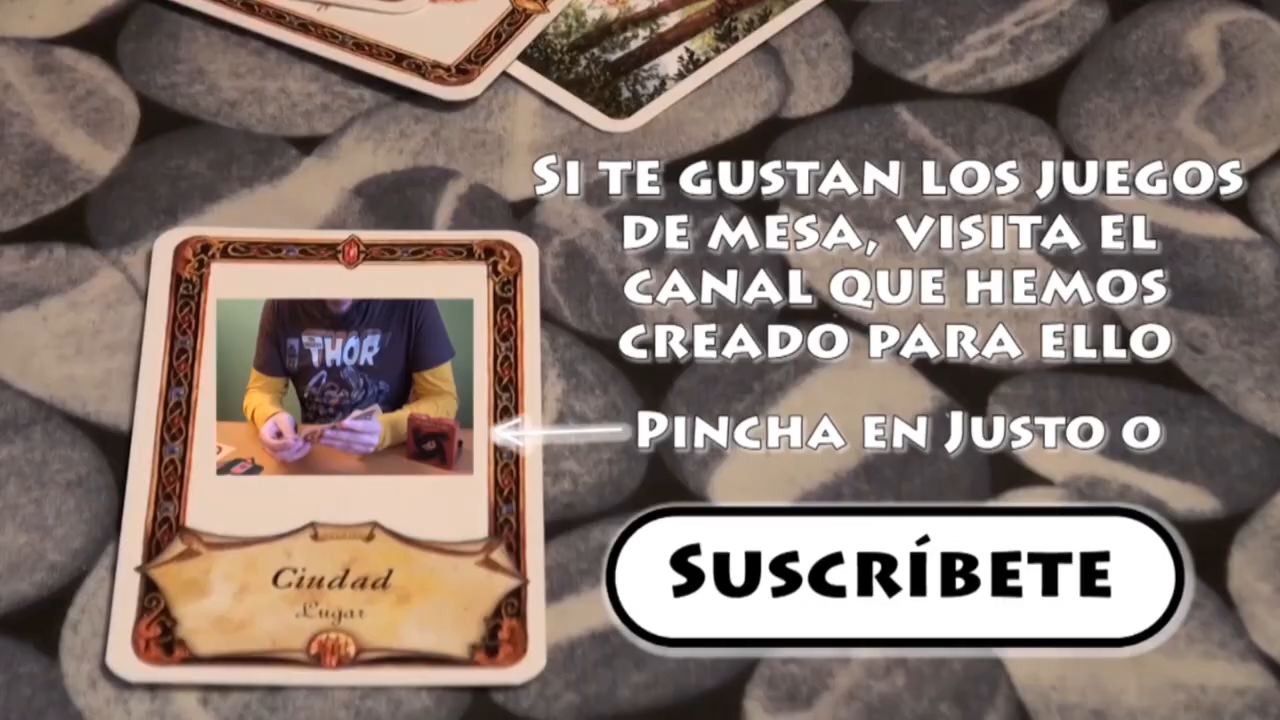 Si te gustan los juegos
de mesa, visita el
canal que hemos
creado para ello
THOR
Pincha en Justo o
Suscríbete
Ciudad
Lugar